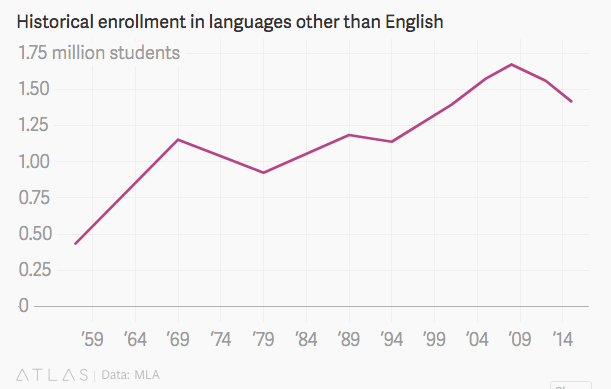 Historical enrollment in languages other than English
1.75 million students
1.50
1.25
1.00
0.75
0.50
0.25
0
’59 ’64 ’69 ’74 ’79 ’84 ’89 ’94 ’99 ’04 ’09 ’14
ATLAS | Data: MLA